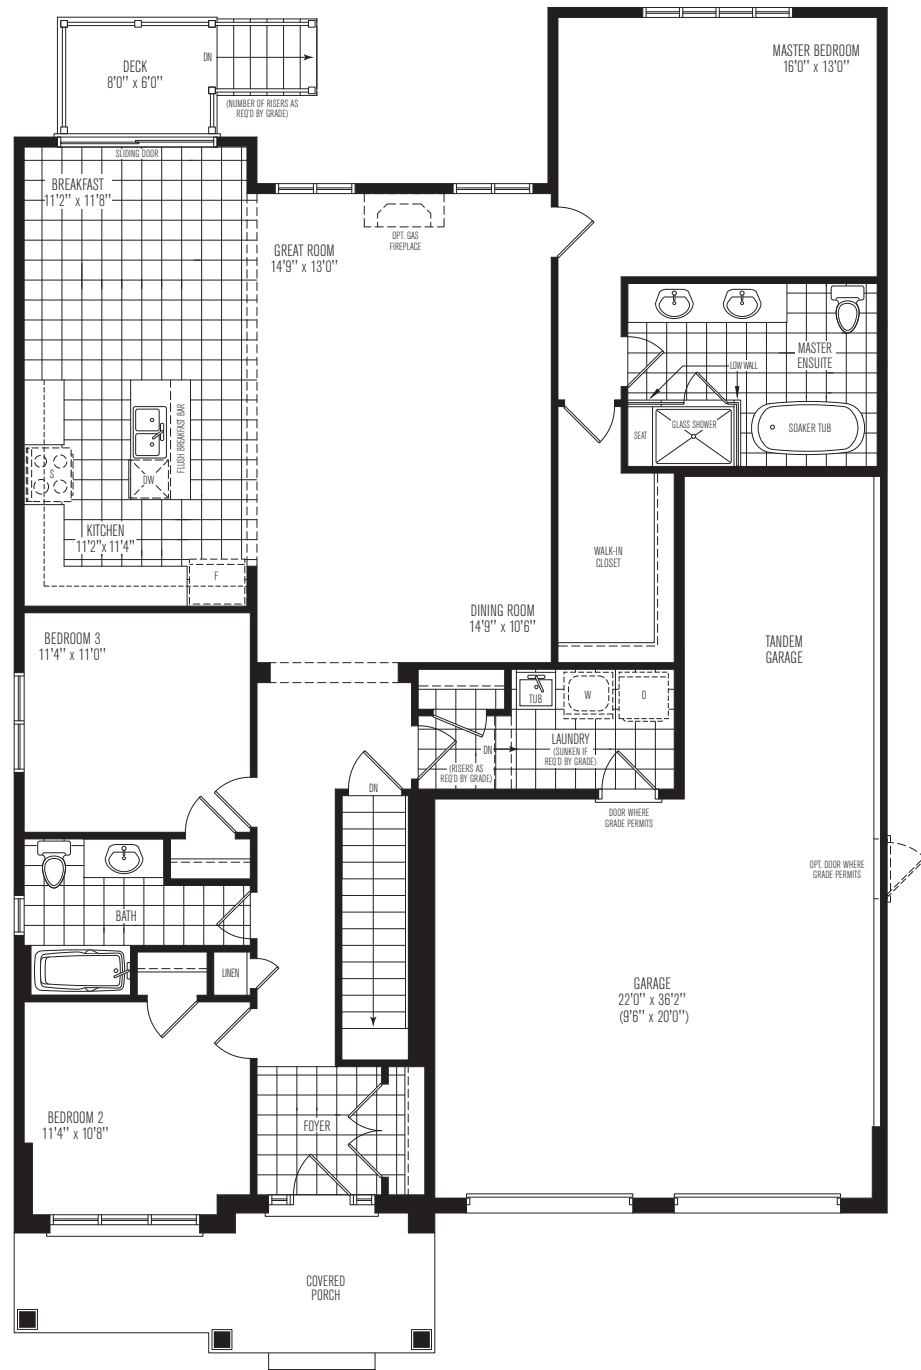 MASTER BEDROOM
16'0" x 13'0"
DECK
8'0" x 6'0"
DN
(NUMBER OF RISERS AS
REQ'D BY GRADE)
SLIDING DOOR
BREAKFAST
11'2" x 11'8"
OPT. GAS
FIREPLACE
GREAT ROOM
14'9" x 13'0"
MASTER
ENSUITE
LOW WALL
GLASS SHOWER
SEAT
SOAKER TUB
FLUSH BREAKFAST BAR
S
DW
KITCHEN
11'2" x 11'4"
F
WALK-IN
CLOSET
DINING ROOM
14'9" x 10'6"
BEDROOM 3
11'4" x 11'0"
TANDEM
GARAGE
TUB
W
D
LAUNDRY
(SUNKEN IF
REQ'D BY GRADE)
DN
(RISERS AS
REQ'D BY GRADE)
DN
DOOR WHERE
GRADE PERMITS
OPT. DOOR WHERE
GRADE PERMITS
BATH
LINEN
GARAGE
22'0" x 36'2"
(9'6" x 20'0")
BEDROOM 2
11'4" x 10'8"
FOYER
COVERED
PORCH